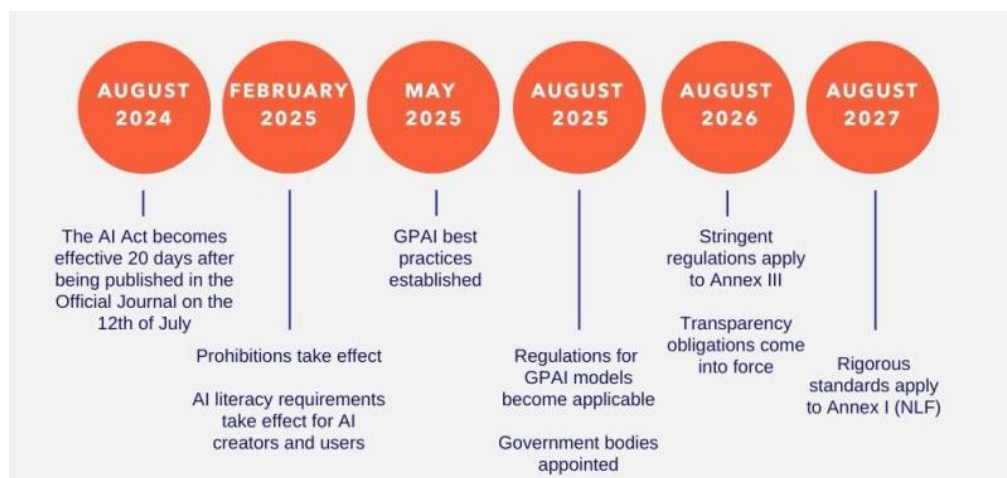 AUGUST
2024
FEBRUARY
2025
MAY
2025
AUGUST
2025
AUGUST
2026
AUGUST
2027
The AI Act becomes
effective 20 days after
being published in the
Official Journal on the
12th of July
Prohibitions take effect
AI literacy requirements
take effect for AI
creators and users
GPAI best
practices
established
Regulations for
GPAI models
become applicable
Government bodies
appointed
Stringent
regulations apply
to Annex III
Transparency
obligations come
into force
Rigorous
standards apply
to Annex I (NLF)